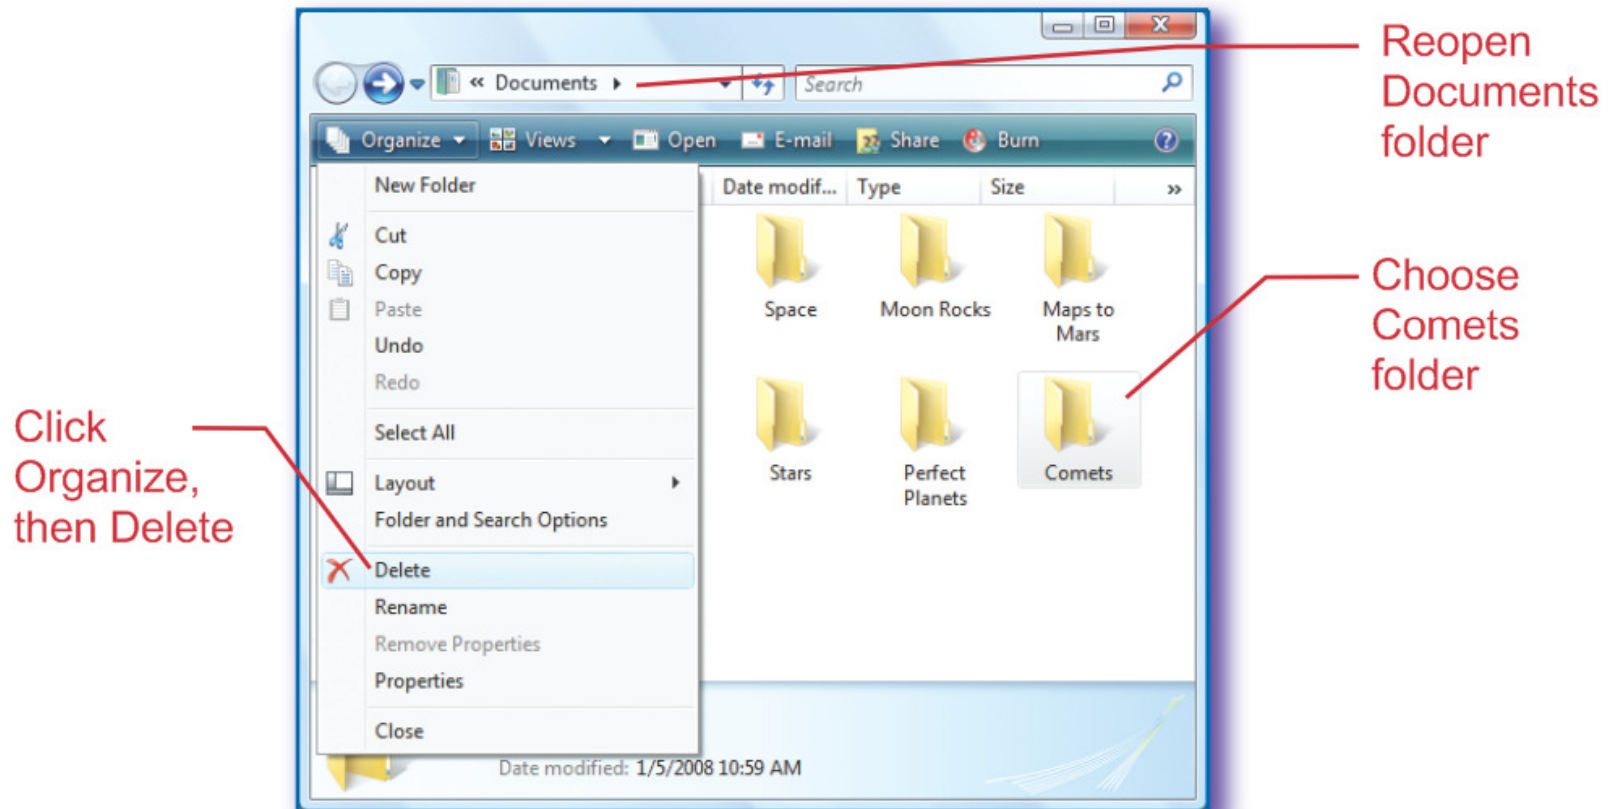 Reopen
Documents
folder
« Documents
Search
Organize Views Open E-mail Share Burn ?
New Folder
Cut
Copy
Paste
Undo
Redo
Select All
Layout
Folder and Search Options
Delete
Rename
Remove Properties
Properties
Close
Date modif... Type Size »
Space
Moon Rocks
Maps to
Mars
Stars
Perfect
Planets
Comets
Date modified: 1/5/2008 10:59 AM
Choose
Comets
folder
Click
Organize,
then Delete